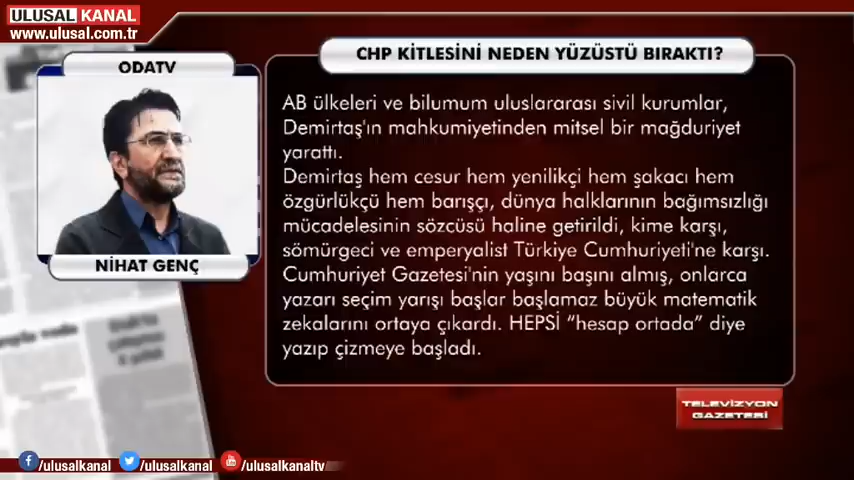 ULUSAL KANAL
www.ulusal.com.tr
ODATV
NİHAT GENÇ
CHP KİTLESİNİ NEDEN YÜZÜSTÜ BIRAKTI?
AB ülkeleri ve bilumum uluslararası sivil kurumlar,
Demirtaş'ın mahkumiyetinden mitsel bir mağduriyet
yarattı.
Demirtaş hem cesur hem yenilikçi hem şakacı hem
özgürlükçü hem barışçı, dünya halklarının bağımsızlığı
mücadelesinin sözcüsü haline getirildi, kime karşı,
sömürgeci ve emperyalist Türkiye Cumhuriyeti'ne karşı.
Cumhuriyet Gazetesi'nin yaşını başını almış, onlarca
yazarı seçim yarışı başlar başlamaz büyük matematik
zekalarını ortaya çıkardı. HEPSİ “hesap ortada” diye
yazıp çizmeye başladı.
TELEVİZYON
GAZETESİ
/ulusalkanal /ulusalkanal /ulusalkanaltv